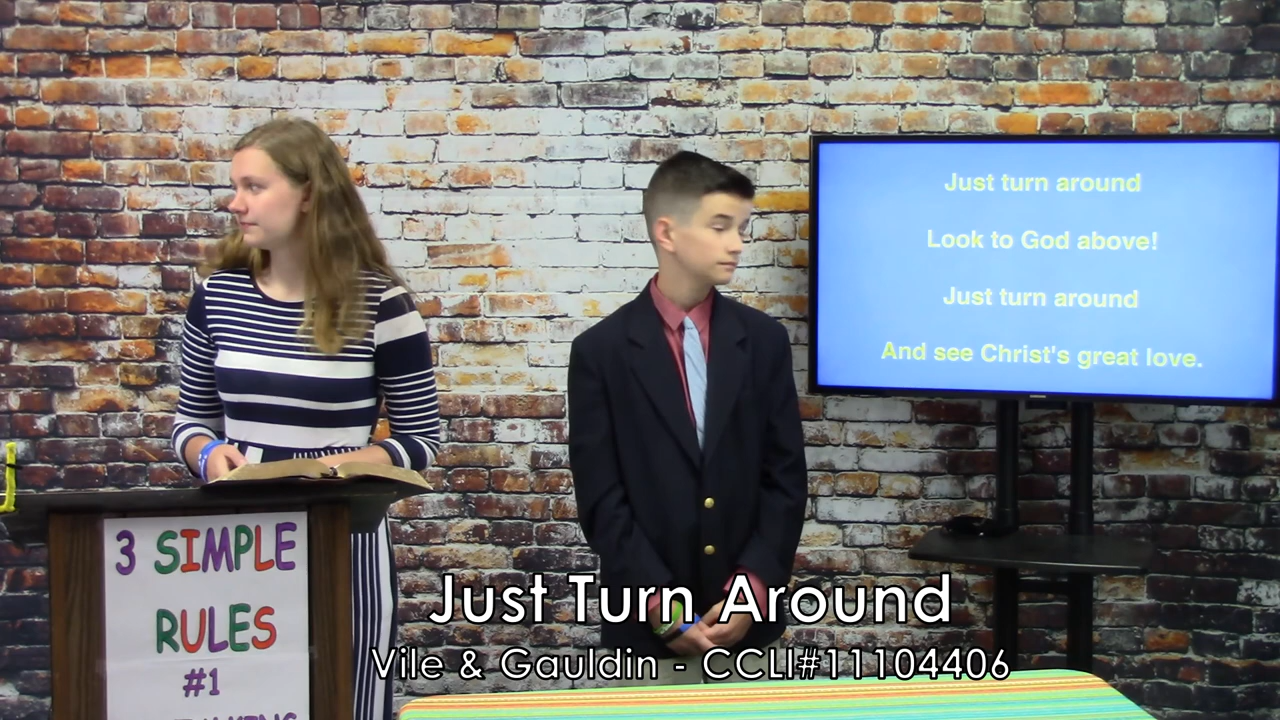 Just turn around
Look to God above!
Just turn around
And see Christ's great love.
3 SIMPLE
RULES
#1
Just Turn Around
Vile & Gauldin - CCLI#11104406